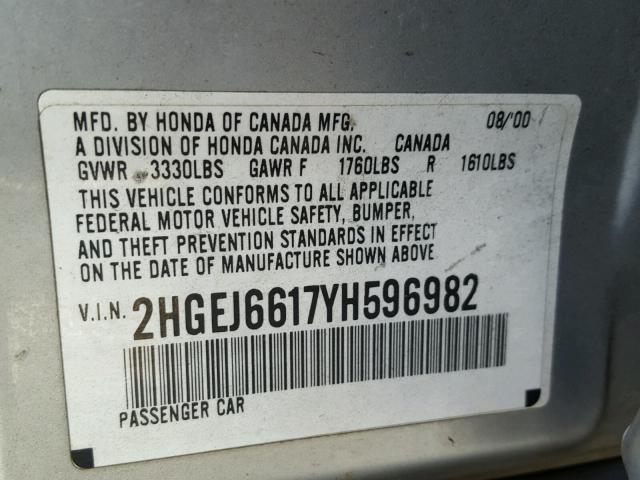 MFD. BY HONDA OF CANADA MFG. 08/'00
A DIVISION OF HONDA CANADA INC. CANADA
GVWR 3330LBS GAWR F 1760LBS R 1610LBS
THIS VEHICLE CONFORMS TO ALL APPLICABLE
FEDERAL MOTOR VEHICLE SAFETY, BUMPER,
AND THEFT PREVENTION STANDARDS IN EFFECT
ON THE DATE OF MANUFACTURE SHOWN ABOVE
V.I.N. 2HGEJ6617YH596982
PASSENGER CAR